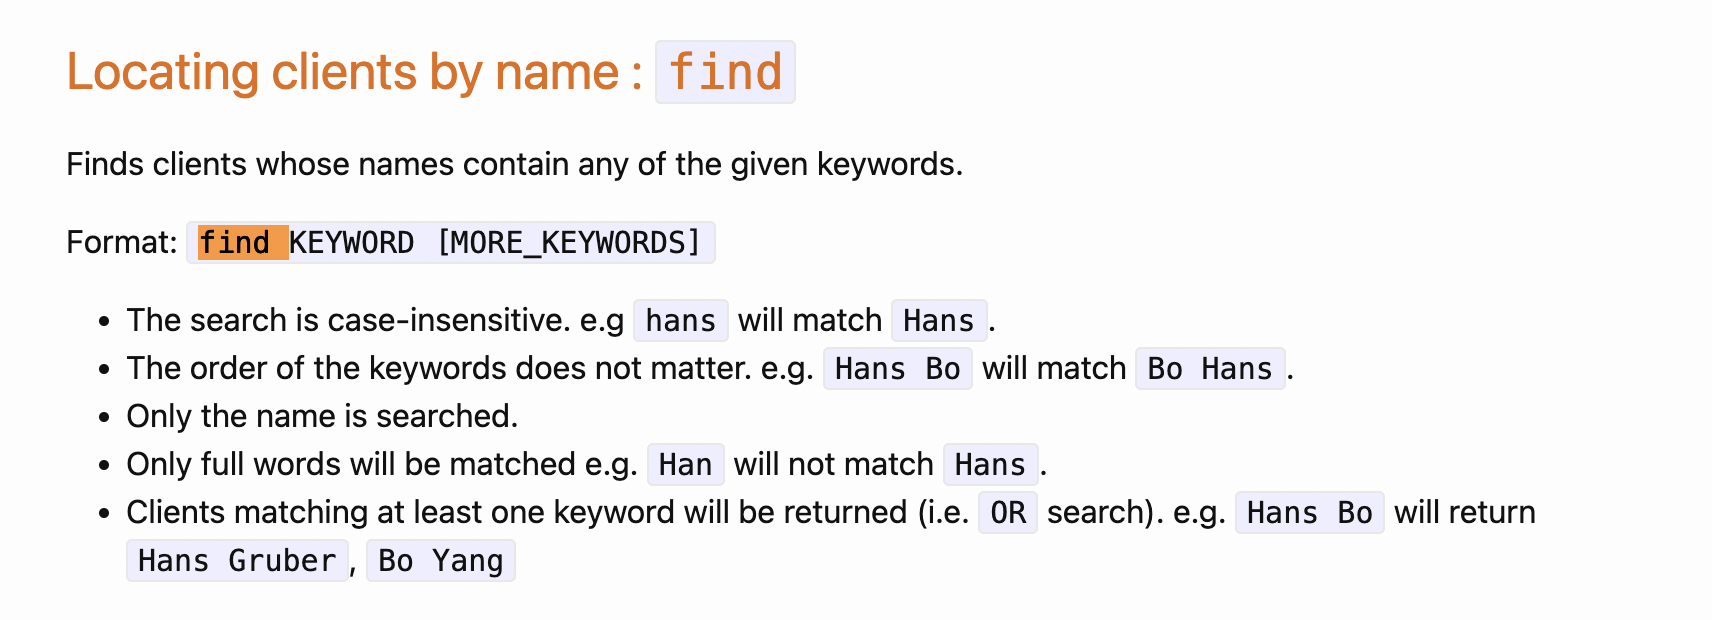 Locating clients by name : find
Finds clients whose names contain any of the given keywords.
Format: find KEYWORD [MORE_KEYWORDS]
• The search is case-insensitive. e.g hans will match Hans.
• The order of the keywords does not matter. e.g. Hans Bo will match Bo Hans.
• Only the name is searched.
• Only full words will be matched e.g. Han will not match Hans.
• Clients matching at least one keyword will be returned (i.e. OR search). e.g. Hans Bo will return
Hans Gruber, Bo Yang